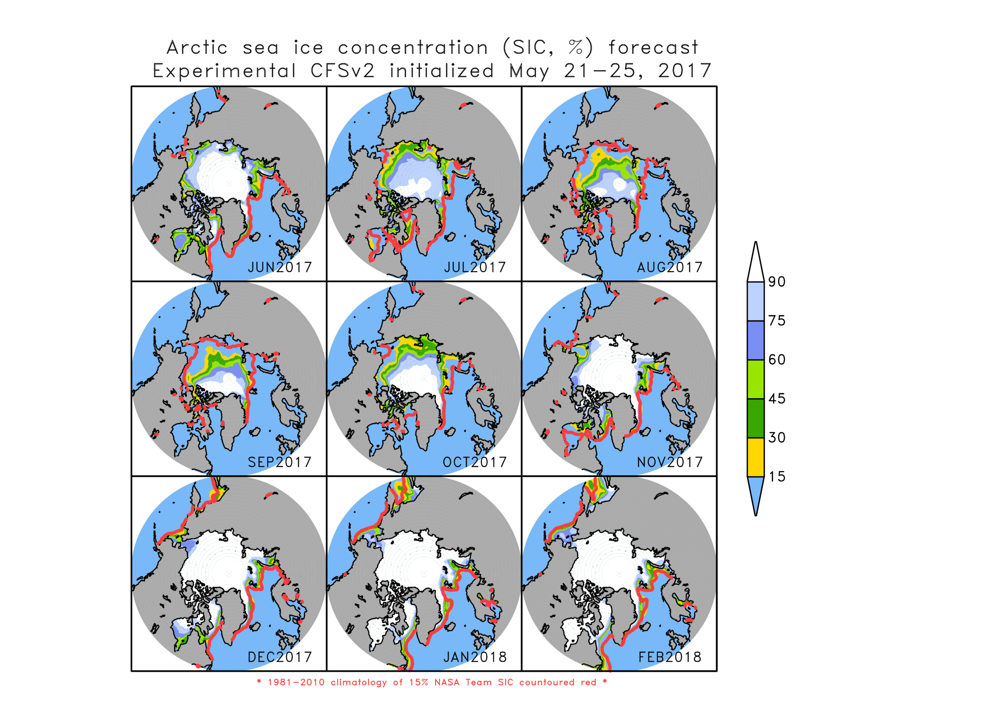 Arctic sea ice concentration (SIC, %) forecast
Experimental CFSv2 initialized May 21-25, 2017
JUN2017
JUL2017
AUG2017
SEP2017
OCT2017
NOV2017
DEC2017
JAN2018
FEB2018
90
75
60
45
30
15
* 1981-2010 climatology of 15% NASA Team SIC countoured red *